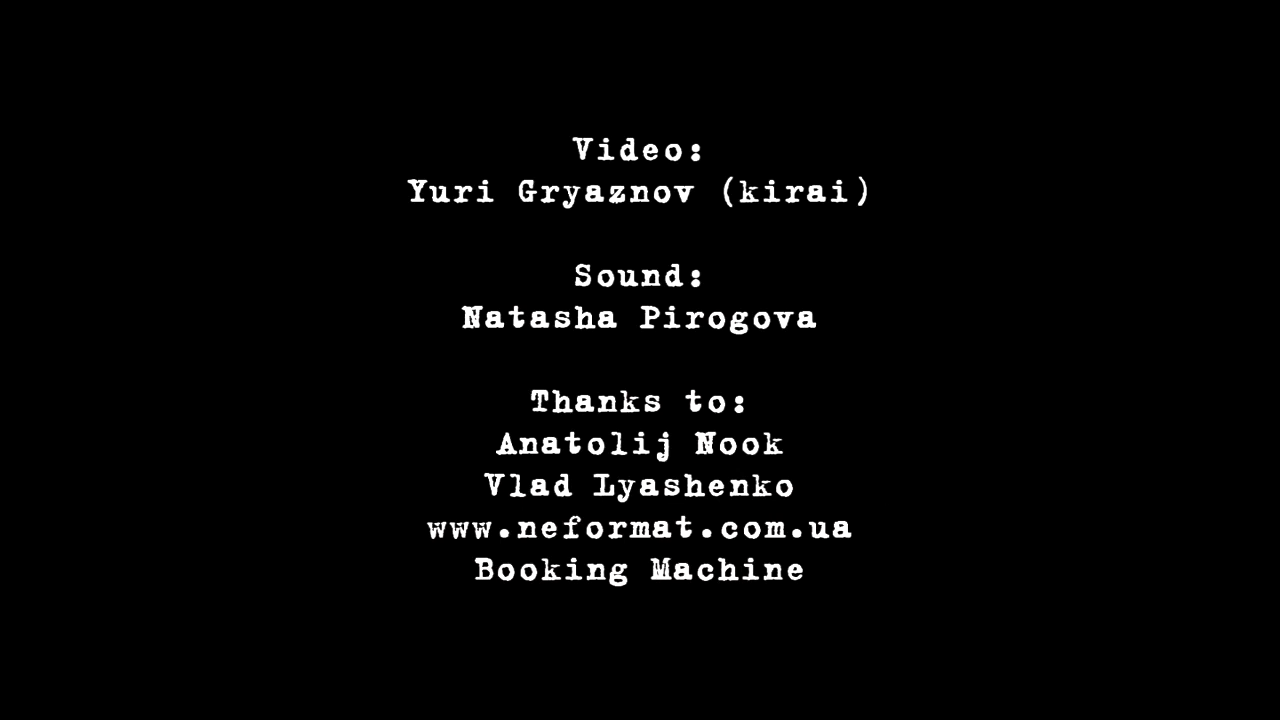 Video:
Yuri Gryaznov (kirai)
Sound:
Natasha Pirogova
Thanks to:
Anatolij Nook
Vlad Lyashenko
www.neformat.com.ua
Booking Machine